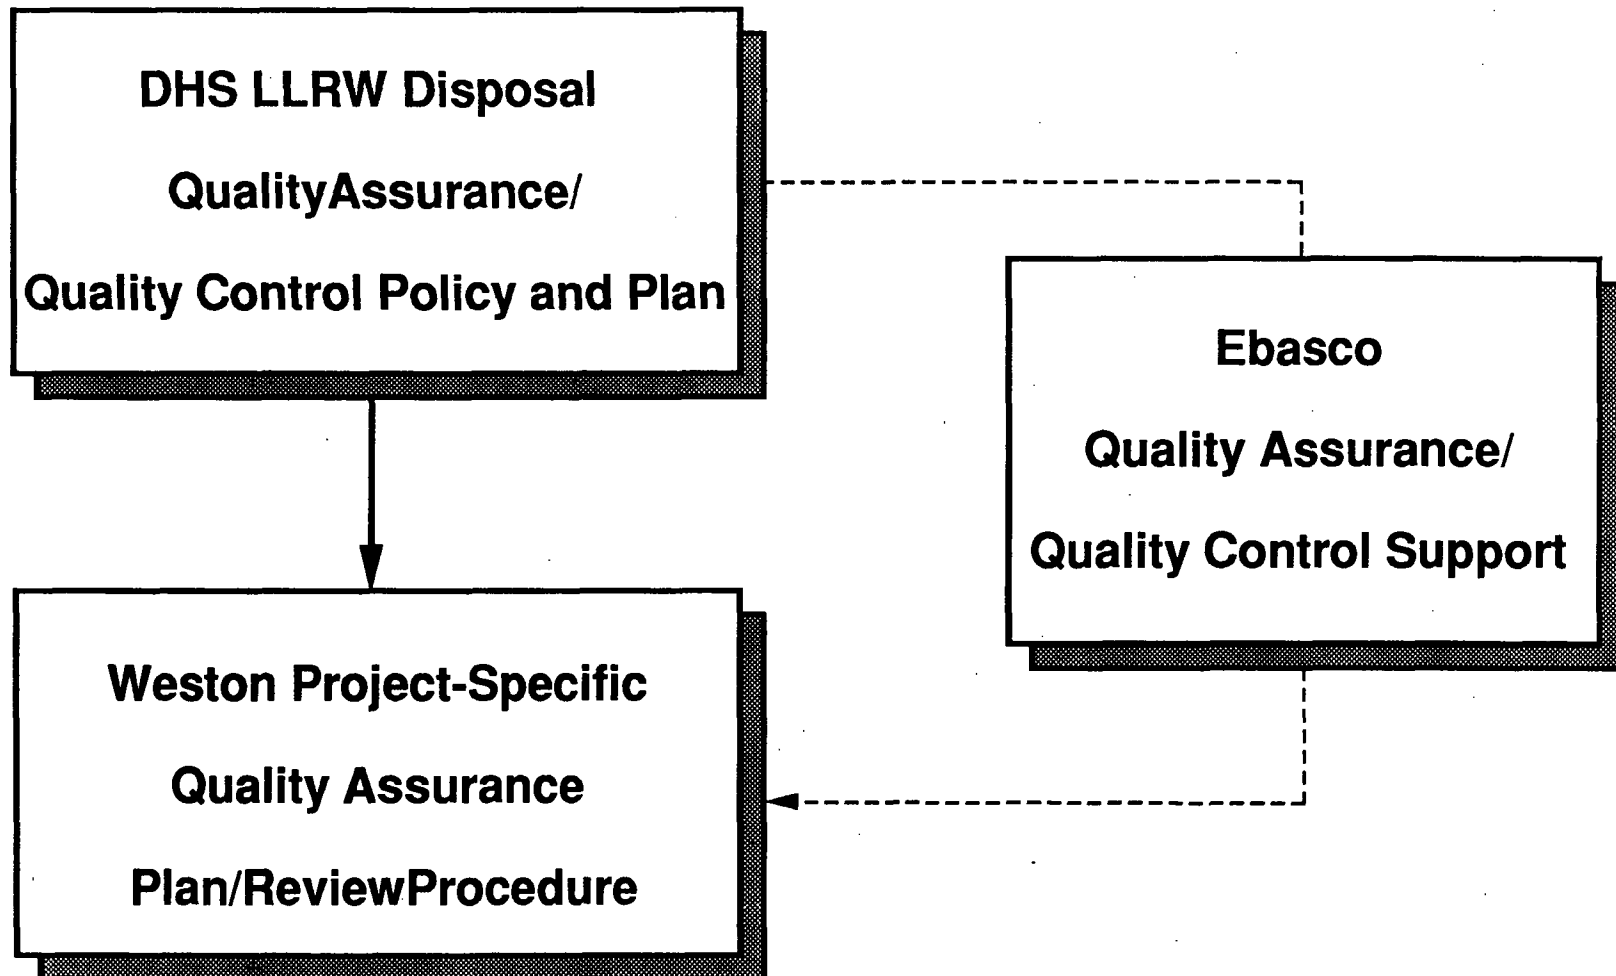 DHS LLRW Disposal
QualityAssurance/
Quality Control Policy and Plan
Ebasco
Quality Assurance/
Quality Control Support
Weston Project-Specific
Quality Assurance
Plan/ReviewProcedure